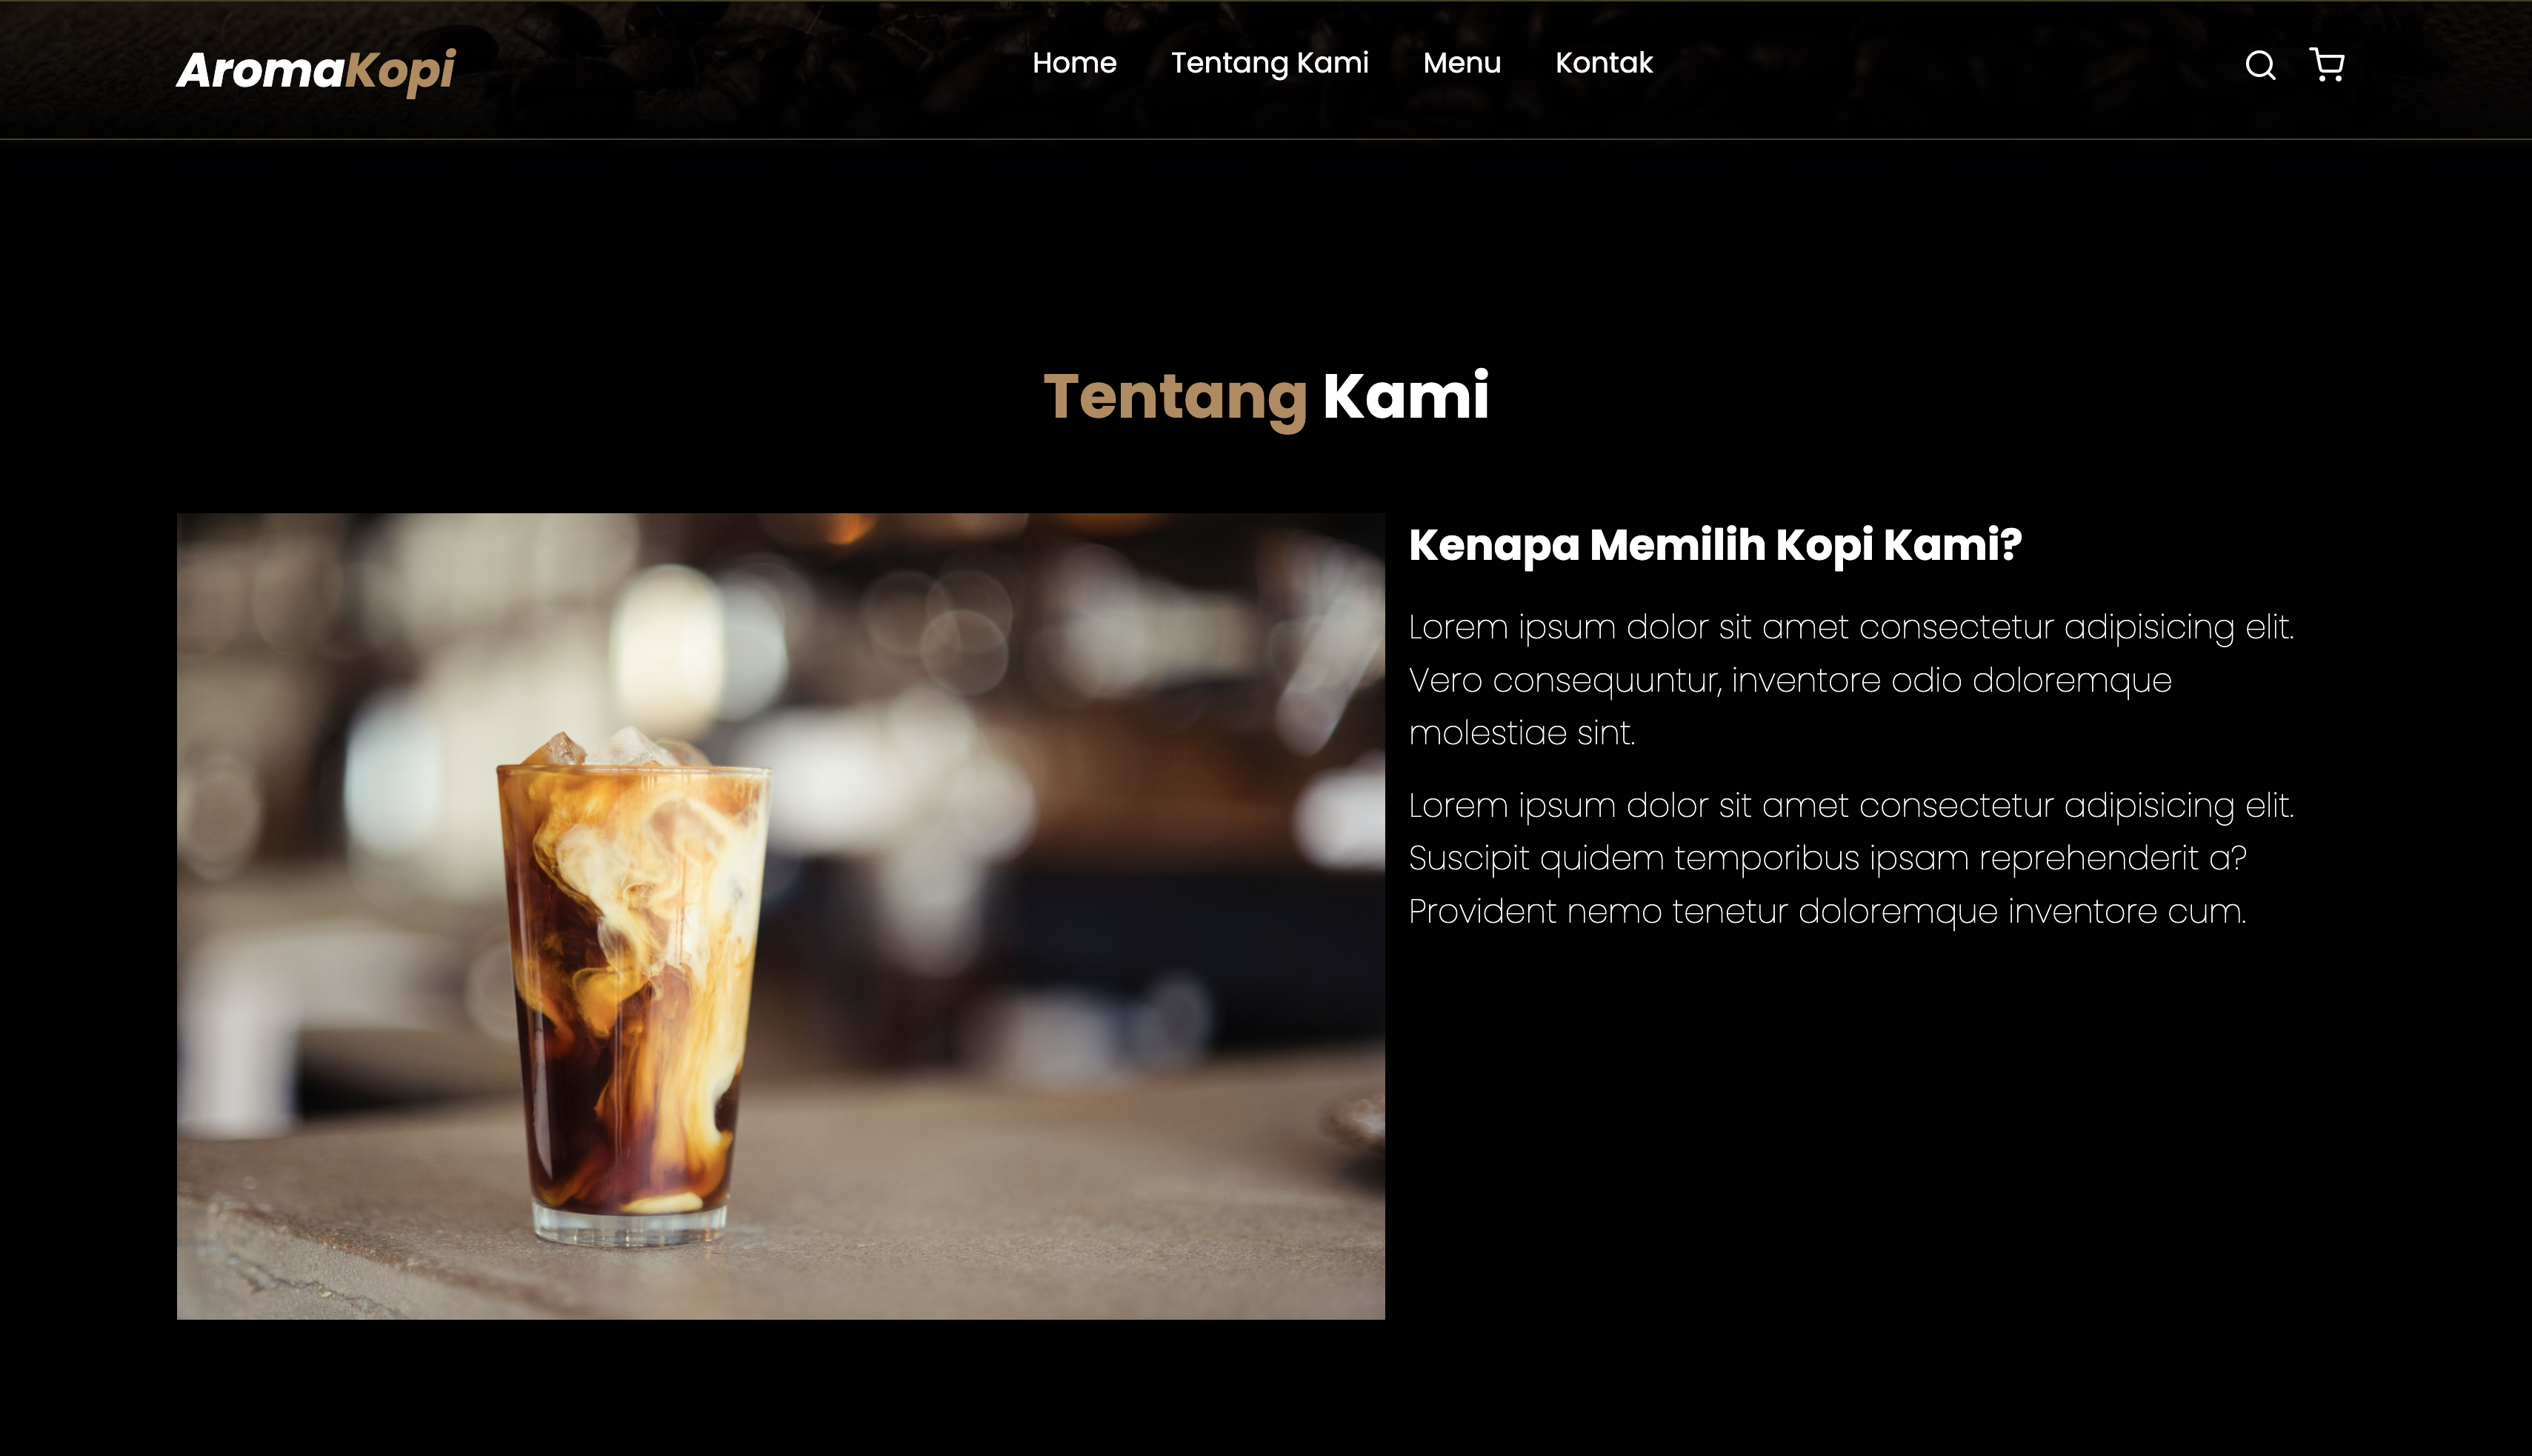 AromaKopi
Home Tentang Kami Menu Kontak
Tentang Kami
Kenapa Memilih Kopi Kami?
Lorem ipsum dolor sit amet consectetur adipisicing elit.
Vero consequuntur, inventore odio doloremque
molestiae sint.
Lorem ipsum dolor sit amet consectetur adipisicing elit.
Suscipit quidem temporibus ipsam reprehenderit a?
Provident nemo tenetur doloremque inventore cum.